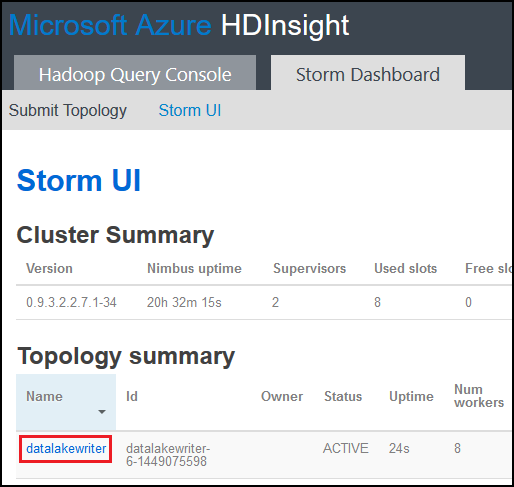 Microsoft Azure HDInsight
Hadoop Query Console Storm Dashboard
Submit Topology Storm UI
Storm UI
Cluster Summary
Version Nimbus uptime Supervisors Used slots Free slo
0.9.3.2.2.7.1-34 20h 32m 15s 2 8 0
Topology summary
Name Id Owner Status Uptime Num
workers
datalakewriter datalakewriter- ACTIVE 24s 8
6-1449075598